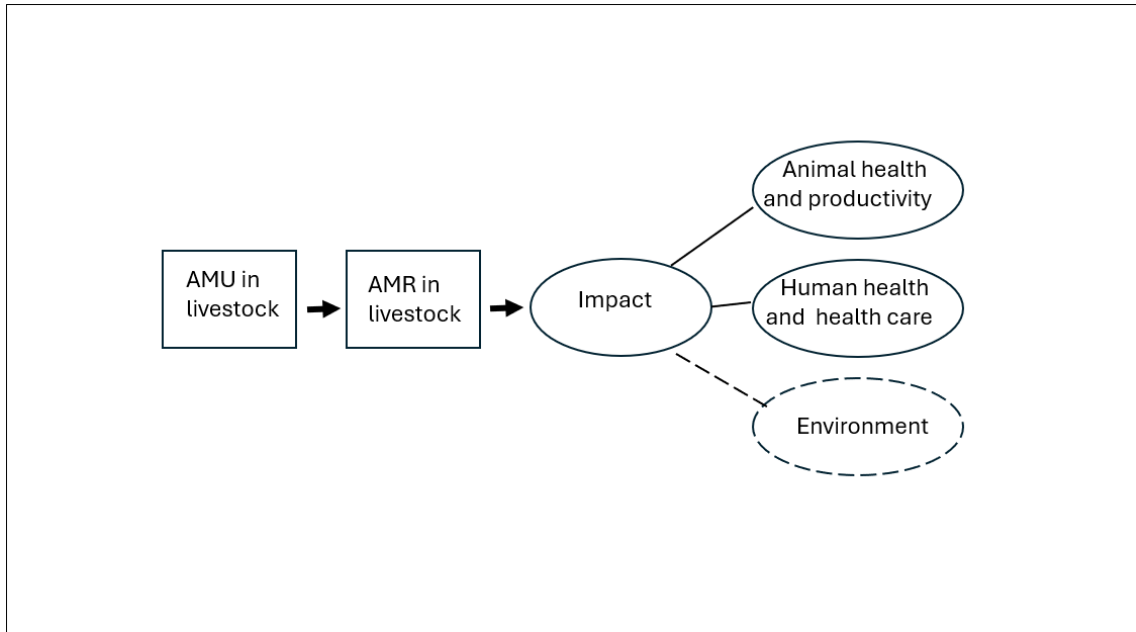 AMU in
livestock
AMR in
livestock
Impact
Animal health
and productivity
Human health
and  health care
Environment